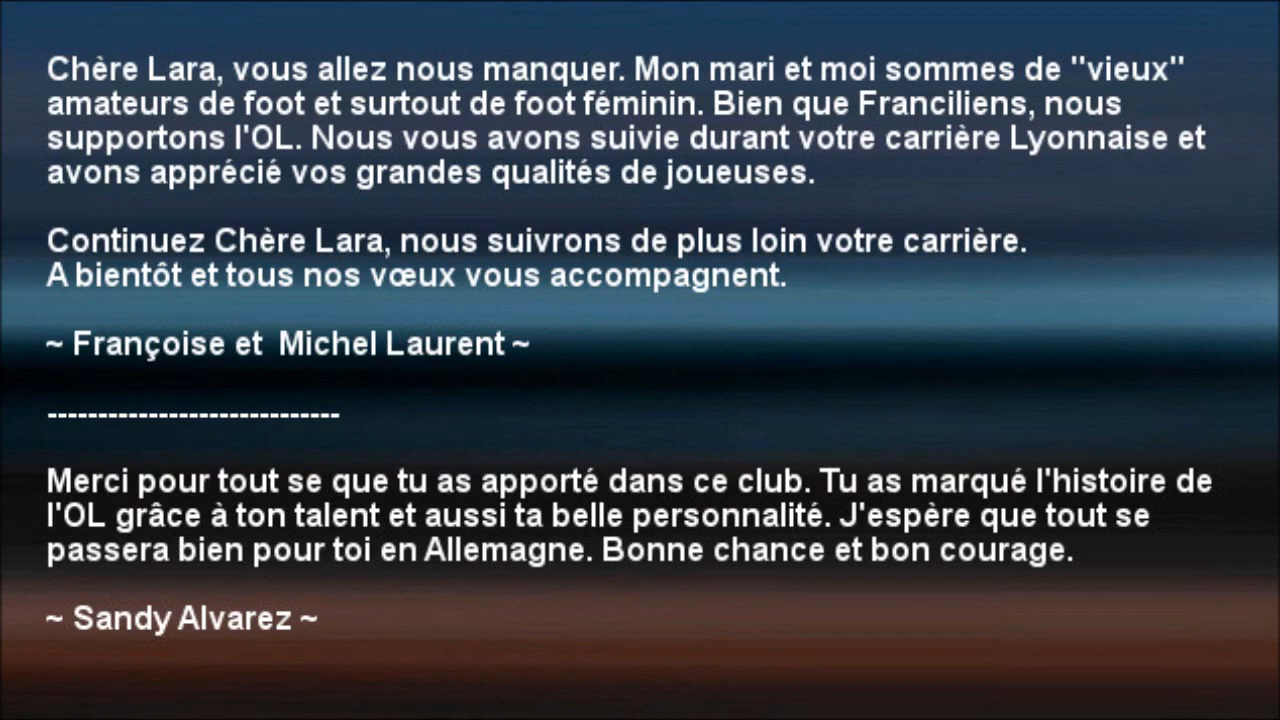 Chère Lara, vous allez nous manquer. Mon mari et moi sommes de "vieux"
amateurs de foot et surtout de foot féminin. Bien que Franciliens, nous
supportons l'OL. Nous vous avons suivie durant votre carrière Lyonnaise et
avons apprécié vos grandes qualités de joueuses.
Continuez Chère Lara, nous suivrons de plus loin votre carrière.
A bientôt et tous nos vœux vous accompagnent.
~ Françoise et  Michel Laurent ~
-----------------------------
Merci pour tout se que tu as apporté dans ce club. Tu as marqué l'histoire de
l'OL grâce à ton talent et aussi ta belle personnalité. J'espère que tout se
passera bien pour toi en Allemagne. Bonne chance et bon courage.
~ Sandy Alvarez ~